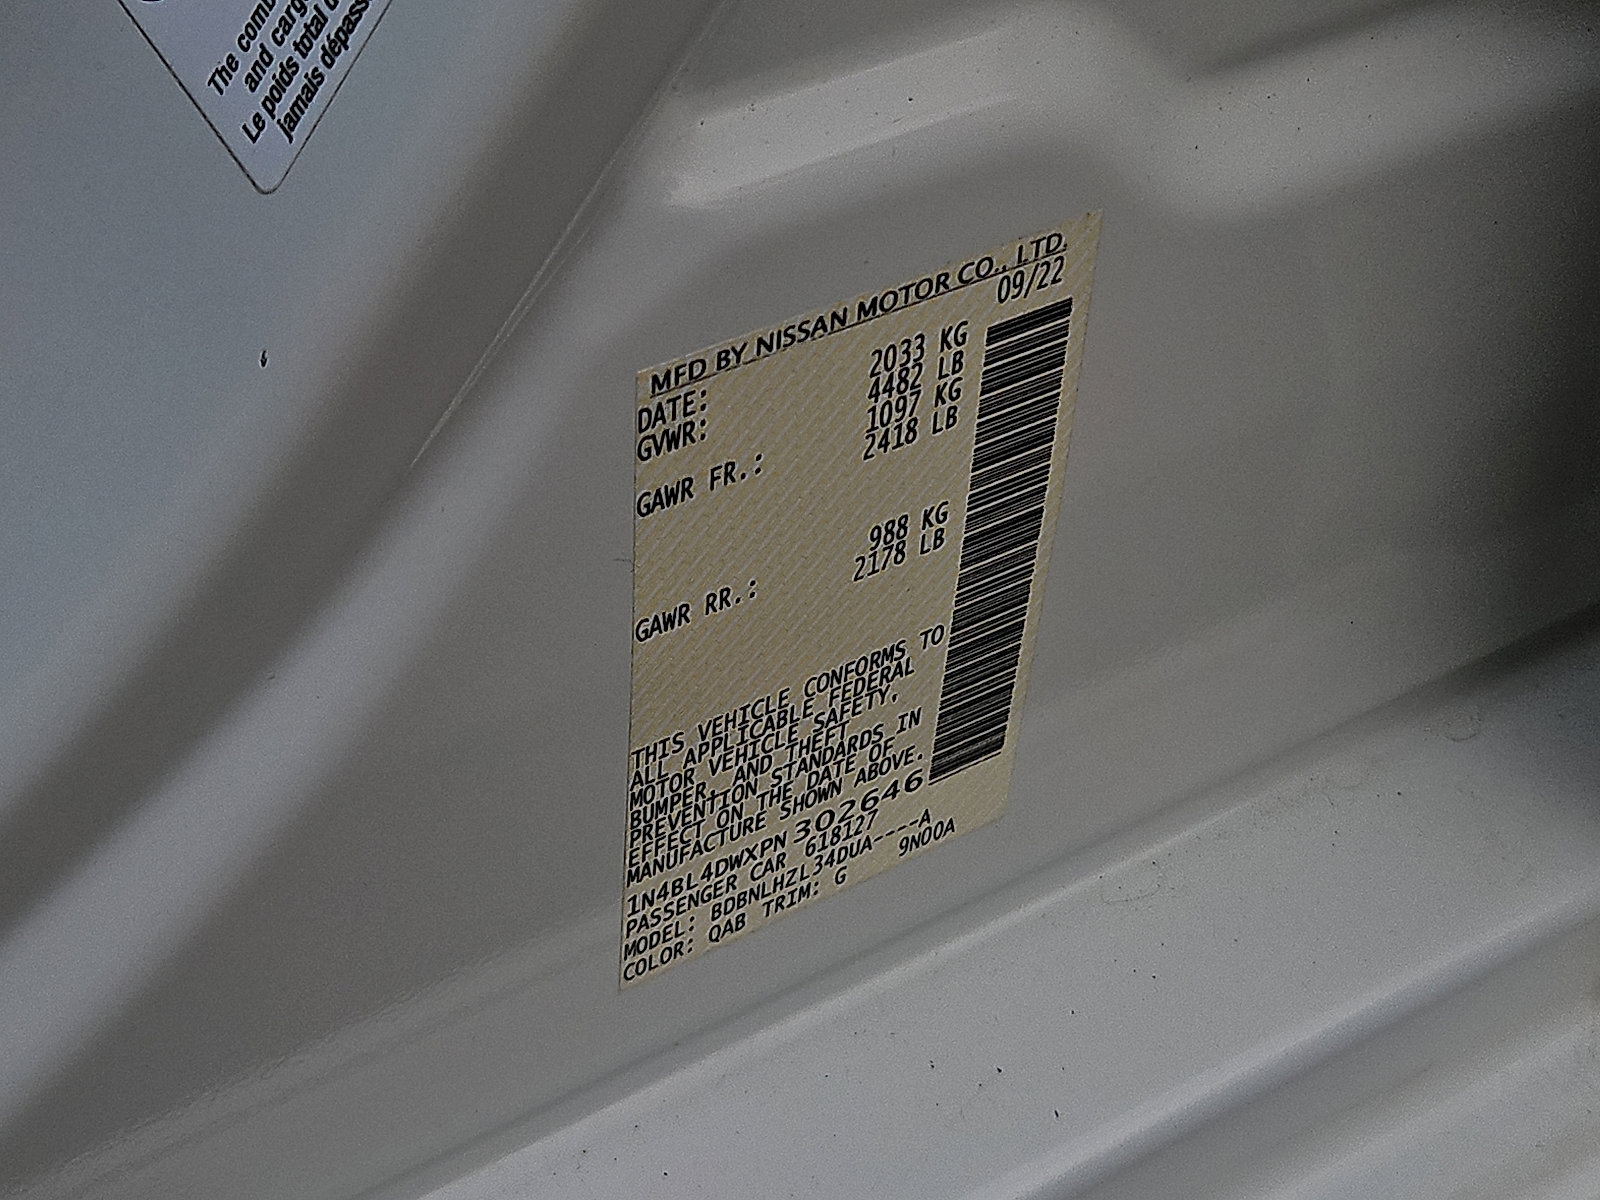 The comb
and carg
Le poids total
jamais dépass
MFD BY NISSAN MOTOR CO., LTD.
DATE: 09/22
GVWR: 2033 KG
4482 LB
GAWR FR.: 1097 KG
2418 LB
GAWR RR.: 988 KG
2178 LB
THIS VEHICLE CONFORMS TO
ALL APPLICABLE FEDERAL
MOTOR VEHICLE SAFETY,
BUMPER, AND THEFT
PREVENTION STANDARDS IN
EFFECT ON THE DATE OF
MANUFACTURE SHOWN ABOVE.
1N4BL4DWXPN302646
PASSENGER CAR 618127
MODEL: BDBNLHZL34DUA----A
COLOR: QAB TRIM: G 9N00A